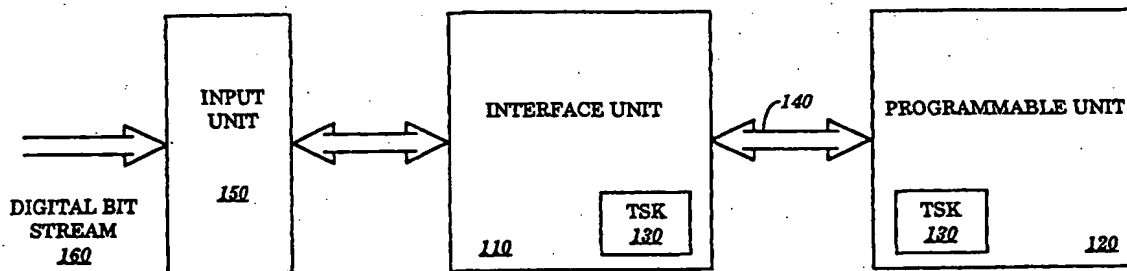 INPUT
UNIT
150
DIGITAL BIT
STREAM
160
INTERFACE UNIT
TSK
130
110
140
PROGRAMMABLE UNIT
TSK
130
120